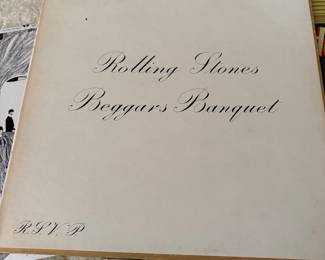 Rolling Stones
Beggars Banquet
R.S.V.P.